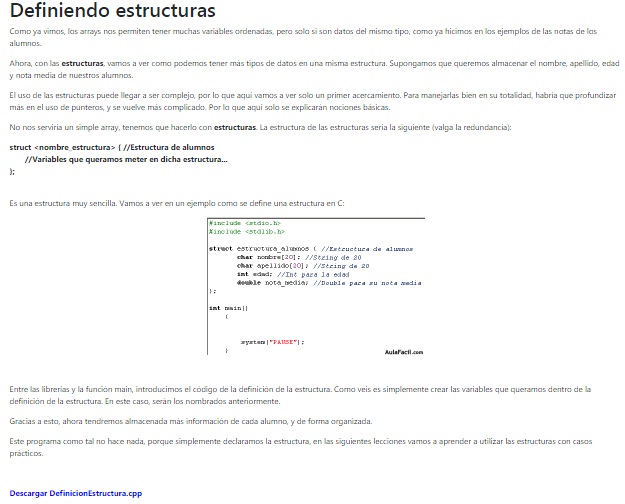 Definiendo estructuras
Como ya vimos, los arrays nos permiten tener muchas variables ordenadas, pero solo si son datos del mismo tipo, como ya hicimos en los ejemplos de las notas de los
alumnos.
Ahora, con las estructuras, vamos a ver como podemos tener más tipos de datos en una misma estructura. Supongamos que queremos almacenar el nombre, apellido, edad
y nota media de nuestros alumnos.
El uso de las estructuras puede llegar a ser complejo, por lo que aquí vamos a ver solo un primer acercamiento. Para manejarlas bien en su totalidad, habría que profundizar
más en el uso de punteros, y se vuelve más complicado. Por lo que aquí solo se explicarán nociones básicas.
No nos serviría un simple array, tenemos que hacerlo con estructuras. La estructura de las estructuras sería la siguiente (valga la redundancia):
struct <nombre_estructura> { //Estructura de alumnos
//Variables que queramos meter en dicha estructura...
};
Es una estructura muy sencilla. Vamos a ver en un ejemplo como se define una estructura en C:
#include <stdio.h>
#include <stdlib.h>
struct estructura_alumnos { //Estructura de alumnos
char nombre[20]; //String de 20
char apellido[20]; //String de 20
int edad; //Int para la edad
double nota_media; //Double para su nota media
};
int main()
{
system("PAUSE");
}
AulaFacil.com
Entre las librerías y la función main, introducimos el código de la definición de la estructura. Como veis es simplemente crear las variables que queramos dentro de la
definición de la estructura. En este caso, serán los nombrados anteriormente.
Gracias a esto, ahora tendremos almacenada más información de cada alumno, y de forma organizada.
Este programa como tal no hace nada, porque simplemente declaramos la estructura, en las siguientes lecciones vamos a aprender a utilizar las estructuras con casos
prácticos.
Descargar DefinicionEstructura.cpp